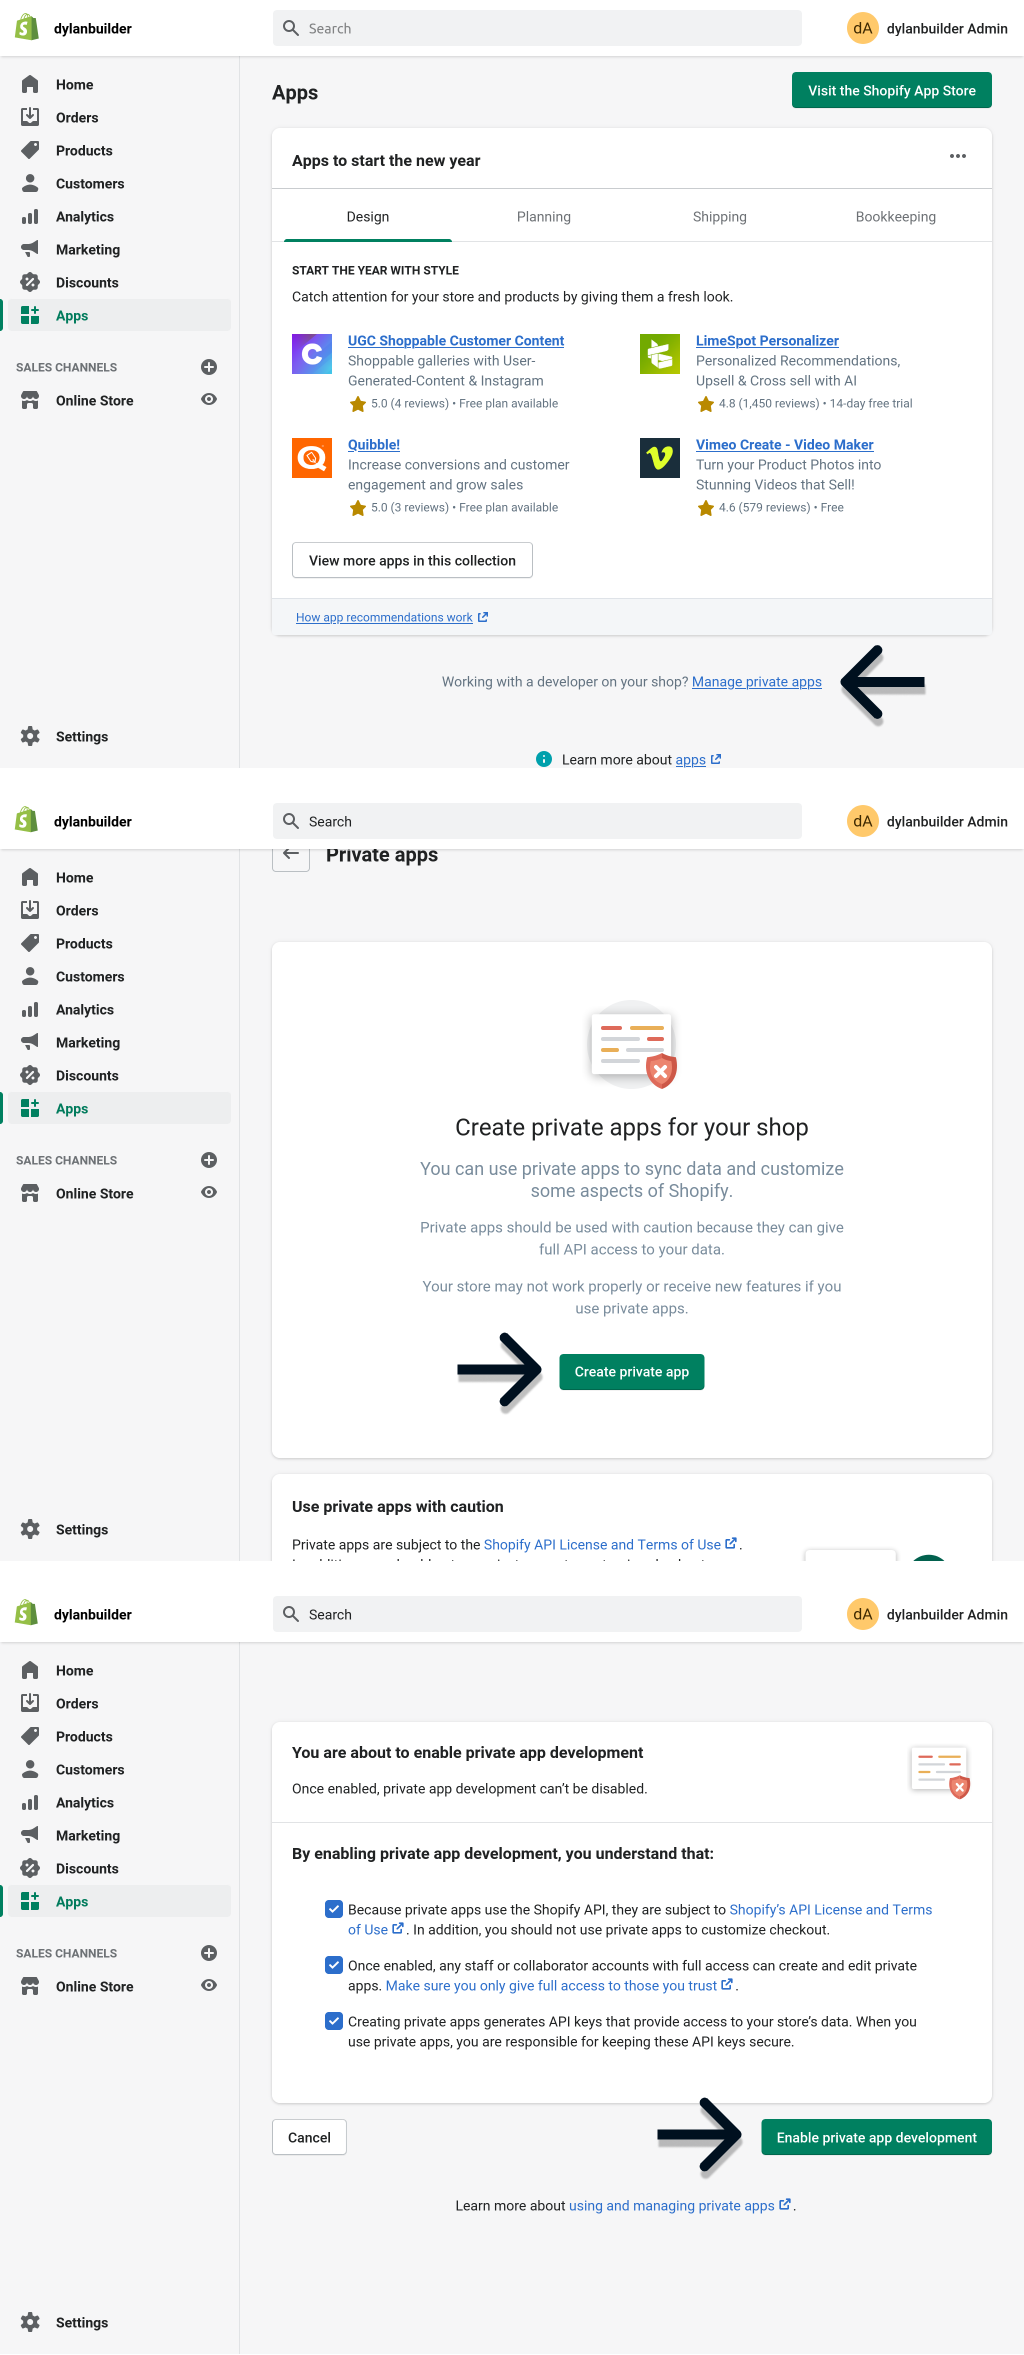 dylanbuilder
Search
dA dylanbuilder Admin
Home
Orders
Products
Customers
Analytics
Marketing
Discounts
Apps
SALES CHANNELS
Online Store
Settings
Apps
Visit the Shopify App Store
Apps to start the new year
Design Planning Shipping Bookkeeping
START THE YEAR WITH STYLE
Catch attention for your store and products by giving them a fresh look.
UGC Shoppable Customer Content
Shoppable galleries with User-
Generated-Content & Instagram
5.0 (4 reviews) • Free plan available
LimeSpot Personalizer
Personalized Recommendations,
Upsell & Cross sell with AI
4.8 (1,450 reviews) • 14-day free trial
Quibble!
Increase conversions and customer
engagement and grow sales
5.0 (3 reviews) • Free plan available
Vimeo Create - Video Maker
Turn your Product Photos into
Stunning Videos that Sell!
4.6 (579 reviews) • Free
View more apps in this collection
How app recommendations work
Working with a developer on your shop? Manage private apps
Learn more about apps
dylanbuilder
Search
dA dylanbuilder Admin
Home
Orders
Products
Customers
Analytics
Marketing
Discounts
Apps
SALES CHANNELS
Online Store
Settings
Private apps
Create private apps for your shop
You can use private apps to sync data and customize
some aspects of Shopify.
Private apps should be used with caution because they can give
full API access to your data.
Your store may not work properly or receive new features if you
use private apps.
Create private app
Use private apps with caution
Private apps are subject to the Shopify API License and Terms of Use .
dylanbuilder
Search
dA dylanbuilder Admin
Home
Orders
Products
Customers
Analytics
Marketing
Discounts
Apps
SALES CHANNELS
Online Store
Settings
You are about to enable private app development
Once enabled, private app development can't be disabled.
By enabling private app development, you understand that:
Because private apps use the Shopify API, they are subject to Shopify's API License and Terms
of Use . In addition, you should not use private apps to customize checkout.
Once enabled, any staff or collaborator accounts with full access can create and edit private
apps. Make sure you only give full access to those you trust .
Creating private apps generates API keys that provide access to your store's data. When you
use private apps, you are responsible for keeping these API keys secure.
Cancel
Enable private app development
Learn more about using and managing private apps .